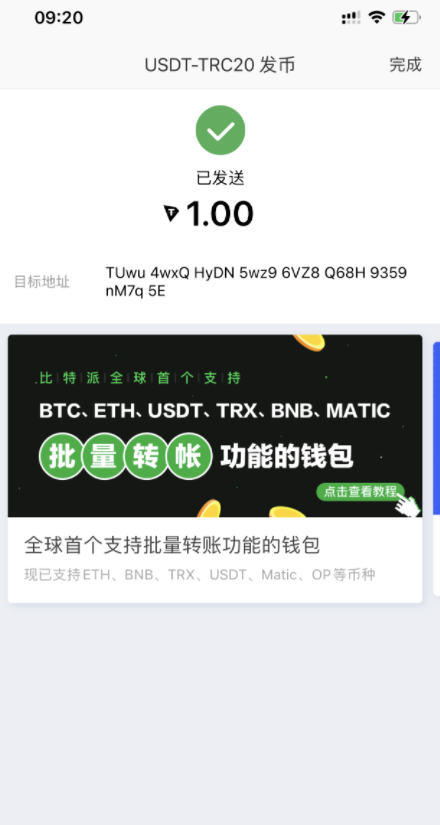 09:20
USDT-TRC20 发币
完成
已发送
1.00
目标地址
TUwu 4wxQ HyDN 5wz9 6VZ8 Q68H 9359
nM7q 5E
比特派全球首个支持
BTC、ETH、USDT、TRX、BNB、MATIC
批量转帐功能的钱包
点击查看教程
全球首个支持批量转账功能的钱包
现已支持ETH、BNB、TRX、USDT、Matic、OP等币种